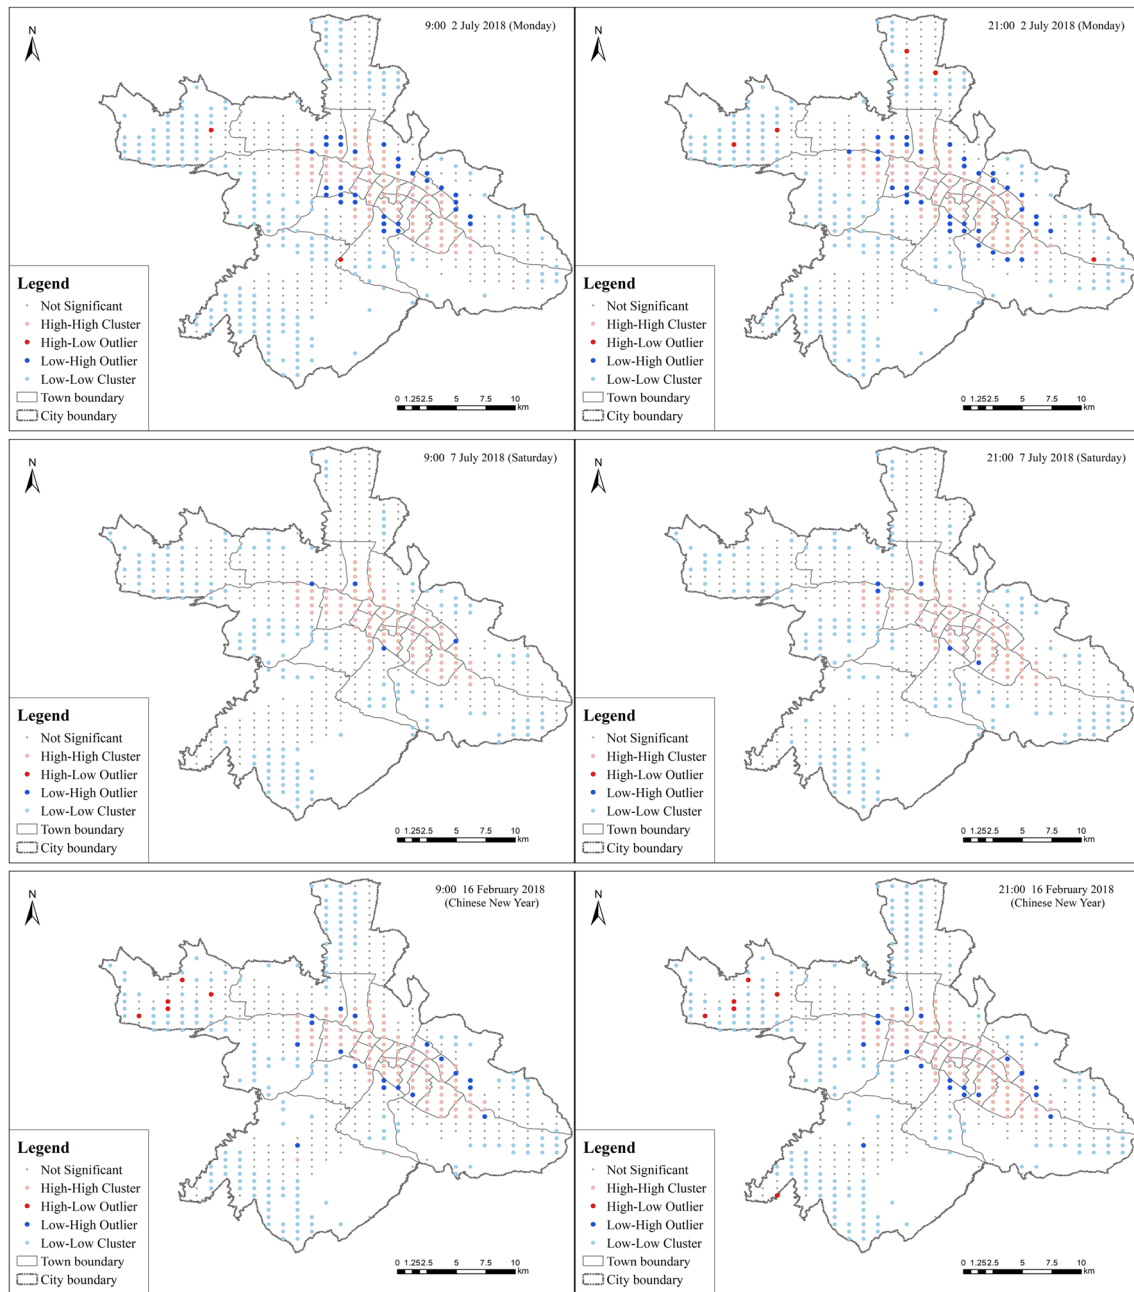 N
9:00 2 July 2018 (Monday)
Legend
Not Significant
High-High Cluster
High-Low Outlier
Low-High Outlier
Low-Low Cluster
Town boundary
City boundary
0 1.252.5 5 7.5 10
km
N
21:00 2 July 2018 (Monday)
Legend
Not Significant
High-High Cluster
High-Low Outlier
Low-High Outlier
Low-Low Cluster
Town boundary
City boundary
0 1.252.5 5 7.5 10
km
N
9:00 7 July 2018 (Saturday)
Legend
Not Significant
High-High Cluster
High-Low Outlier
Low-High Outlier
Low-Low Cluster
Town boundary
City boundary
0 1.252.5 5 7.5 10
km
N
21:00 7 July 2018 (Saturday)
Legend
Not Significant
High-High Cluster
High-Low Outlier
Low-High Outlier
Low-Low Cluster
Town boundary
City boundary
0 1.252.5 5 7.5 10
km
N
9:00 16 February 2018
(Chinese New Year)
Legend
Not Significant
High-High Cluster
High-Low Outlier
Low-High Outlier
Low-Low Cluster
Town boundary
City boundary
0 1.252.5 5 7.5 10
km
N
21:00 16 February 2018
(Chinese New Year)
Legend
Not Significant
High-High Cluster
High-Low Outlier
Low-High Outlier
Low-Low Cluster
Town boundary
City boundary
0 1.252.5 5 7.5 10
km